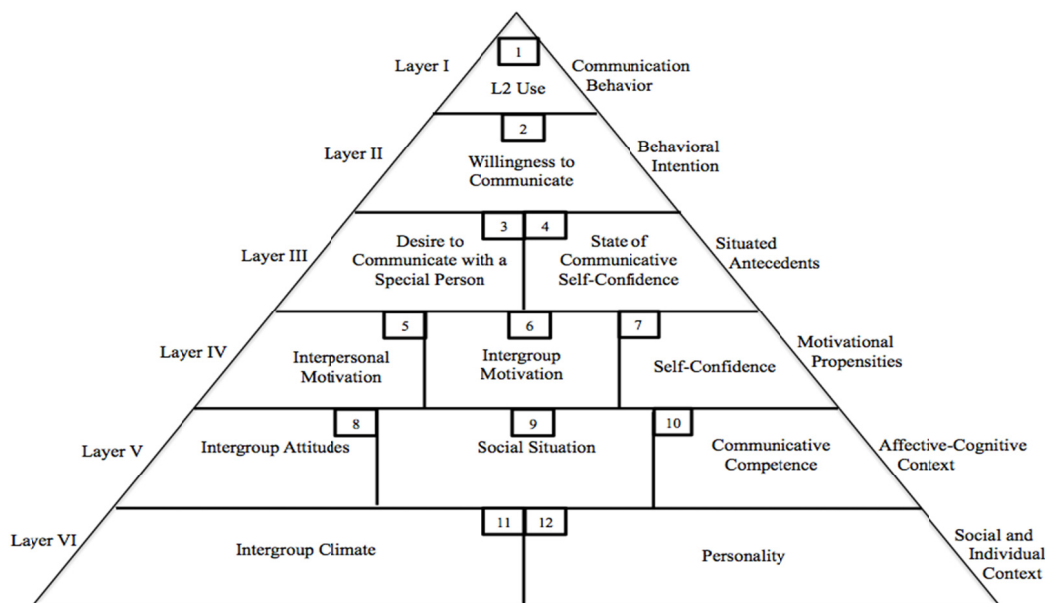 1
Layer I
Communication
Behavior
L2 Use
2
Layer II
Behavioral
Intention
Willingness to
Communicate
3
4
Layer III
Desire to
Communicate with a
Special Person
State of
Communicative
Self-Confidence
Situated
Antecedents
5
6
7
Layer IV
Interpersonal
Motivation
Intergroup
Motivation
Self-Confidence
Motivational
Propensities
8
9
10
Layer V
Intergroup Attitudes
Social Situation
Communicative
Competence
Affective-Cognitive
Context
11
12
Layer VI
Intergroup Climate
Personality
Social and
Individual
Context